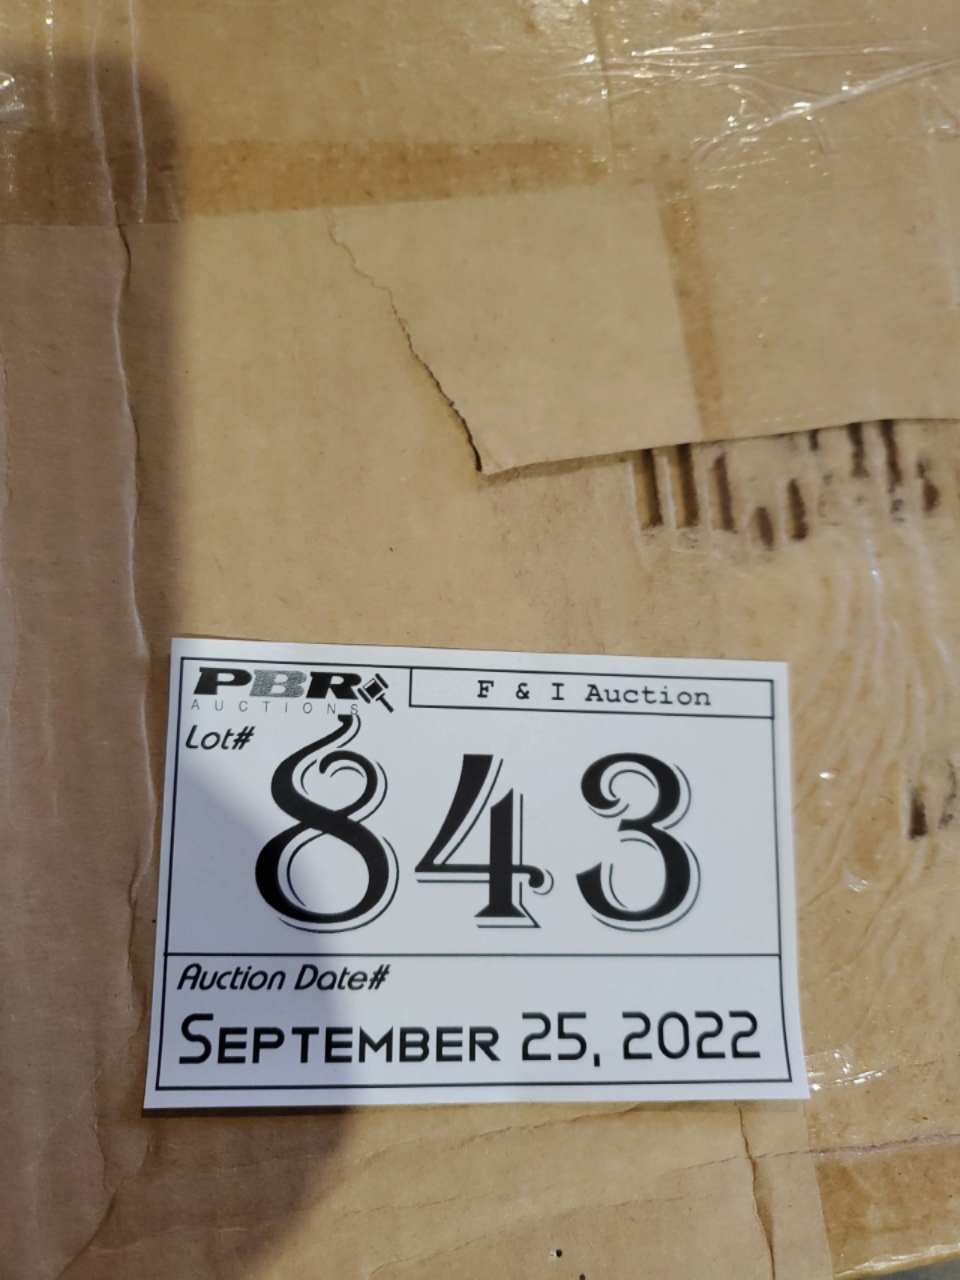 PBR
AUCTIONS
F & I Auction
Lot#
843
Auction Date#
September 25, 2022